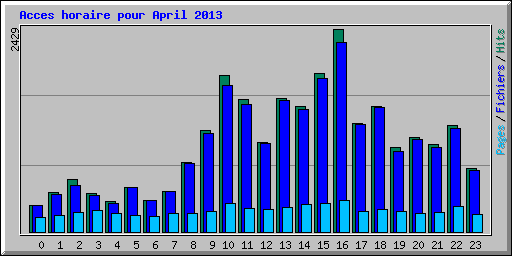 Acces horaire pour April 2013
2429
Pages / Fichiers / Hits
0 1 2 3 4 5 6 7 8 9 10 11 12 13 14 15 16 17 18 19 20 21 22 23